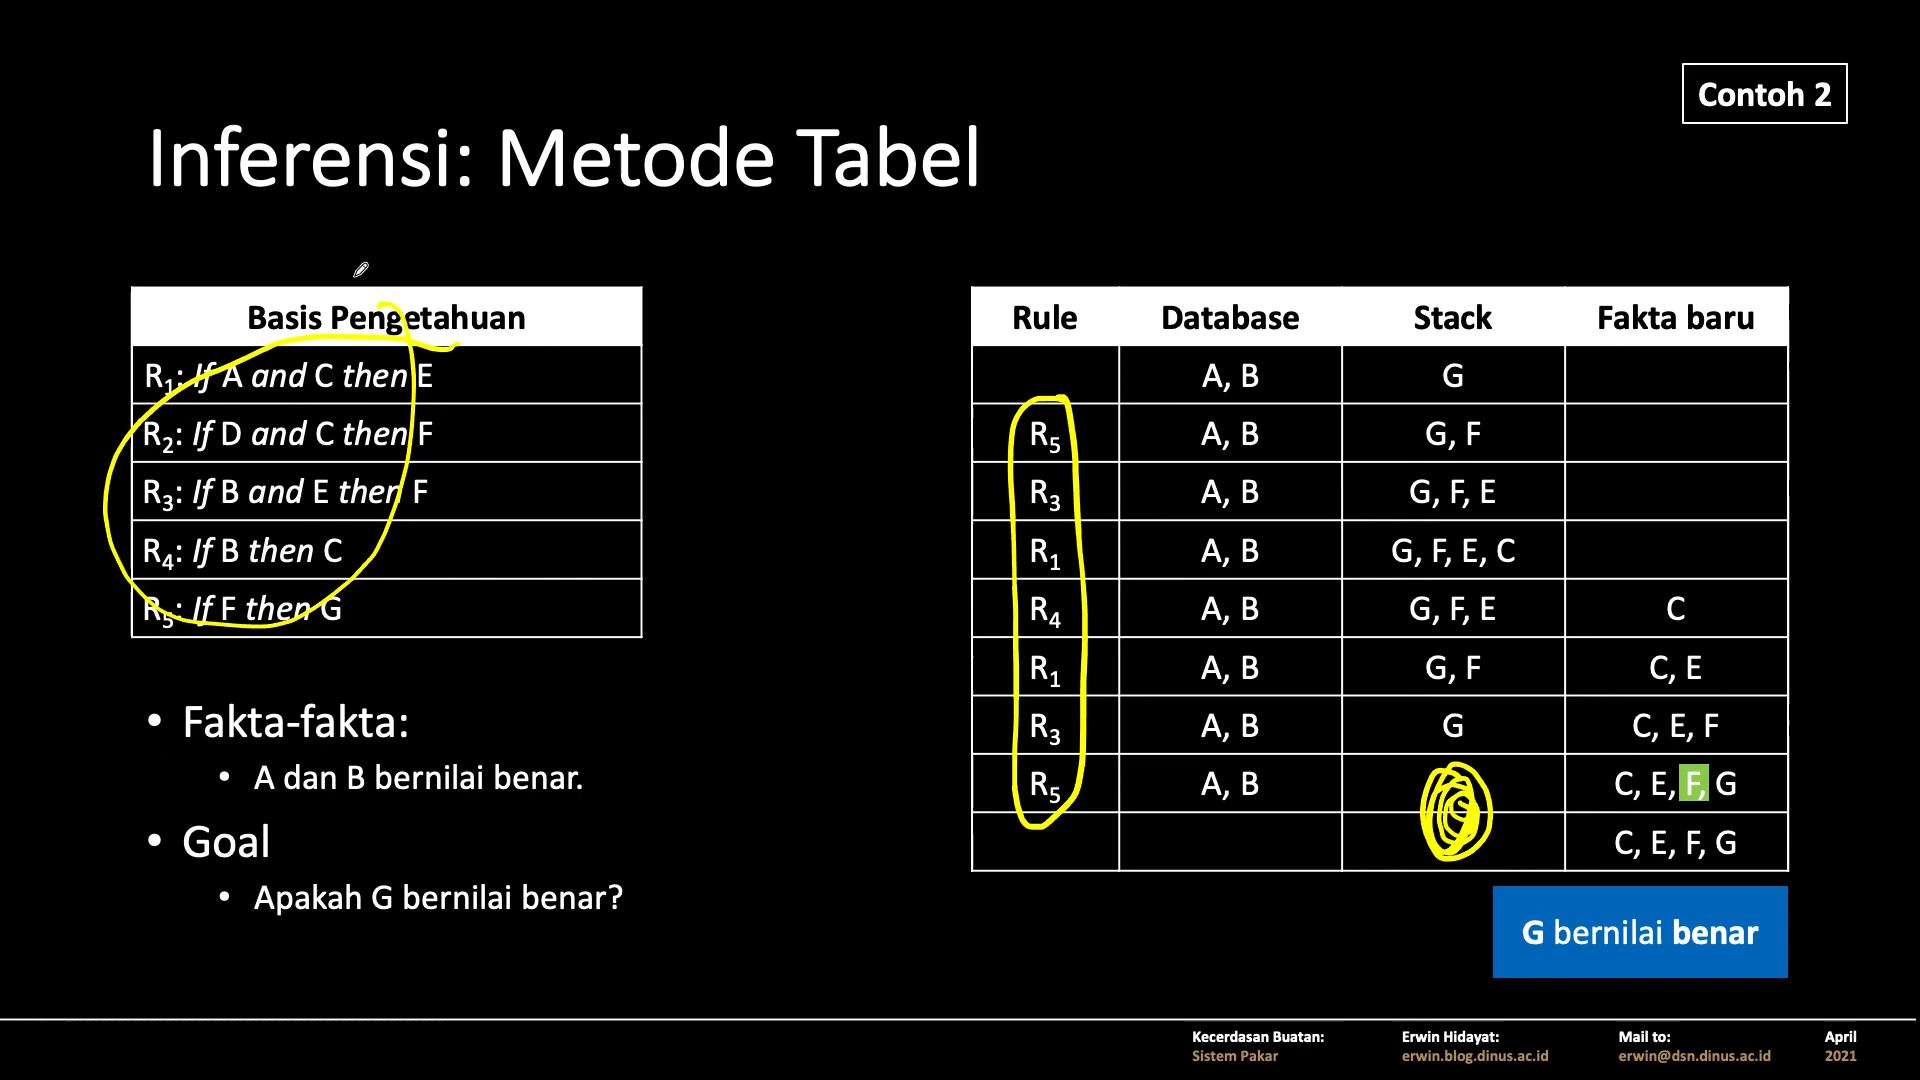 Contoh 2
Inferensi: Metode Tabel
Basis Pengetahuan
R1: If A and C then E
R2: If D and C then F
R3: If B and E then F
R4: If B then C
R5: If F then G
• Fakta-fakta:
• A dan B bernilai benar.
• Goal
• Apakah G bernilai benar?
Rule Database Stack Fakta baru
A, B G
R5 A, B G, F
R3 A, B G, F, E
R1 A, B G, F, E, C
R4 A, B G, F, E C
R1 A, B G, F C, E
R3 A, B G C, E, F
R5 A, B C, E, F, G
C, E, F, G
G bernilai benar
Kecerdasan Buatan: Erwin Hidayat: Mail to: April
Sistem Pakar erwin.blog.dinus.ac.id erwin@dsn.dinus.ac.id 2021